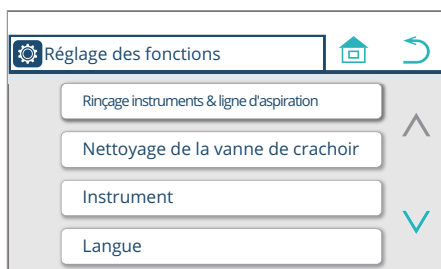 Réglage des fonctions
Rinçage instruments & ligne d'aspiration
Nettoyage de la vanne de crachoir
Instrument
Langue